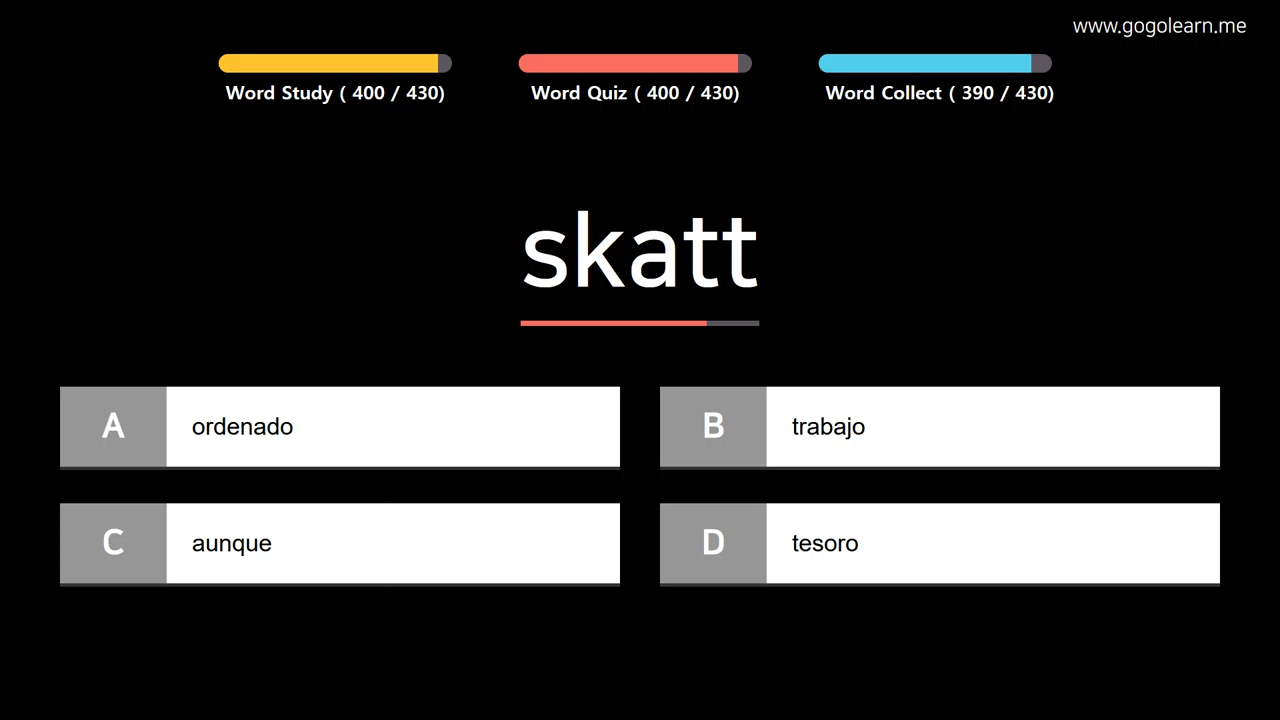 www.gogolearn.me
Word Study ( 400 / 430)
Word Quiz ( 400 / 430)
Word Collect ( 390 / 430)
skatt
A
ordenado
B
trabajo
C
aunque
D
tesoro